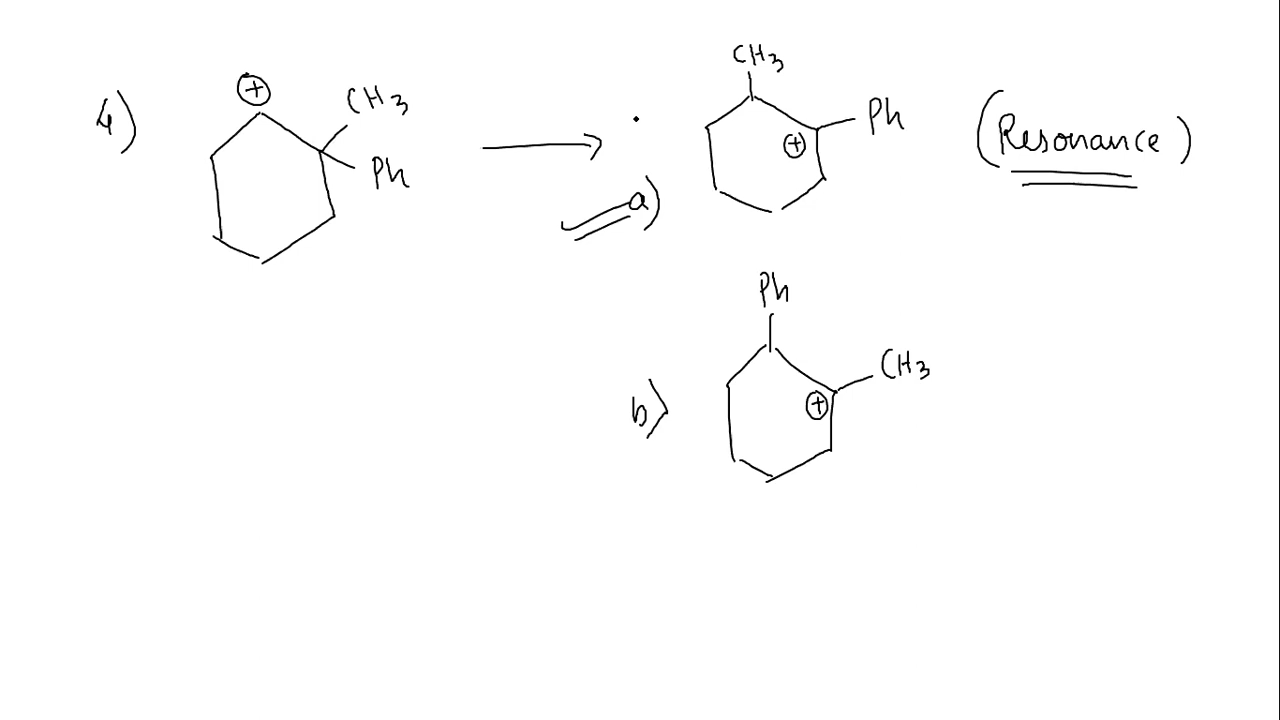 4)
⊕
CH3
Ph
CH3
⊕
Ph
(Resonance)
a)
Ph
b)
⊕
CH3